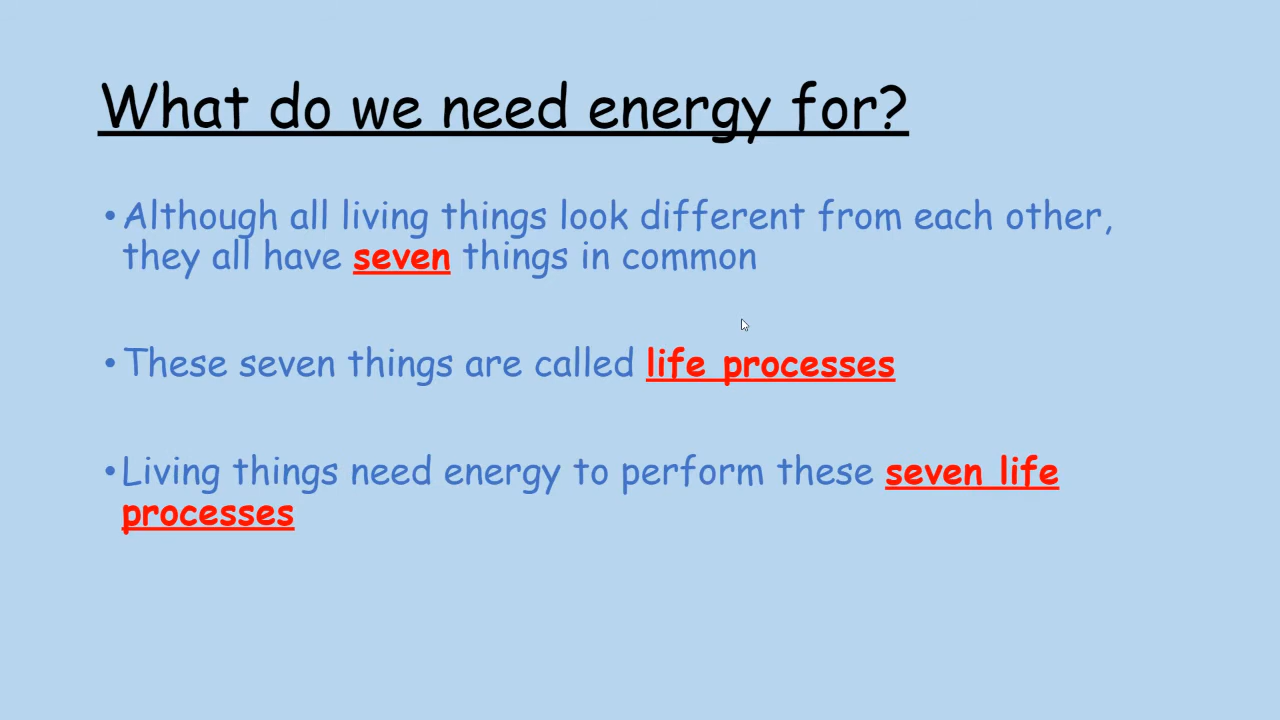 What do we need energy for?
•Although all living things look different from each other,
they all have seven things in common
•These seven things are called life processes
•Living things need energy to perform these seven life
processes